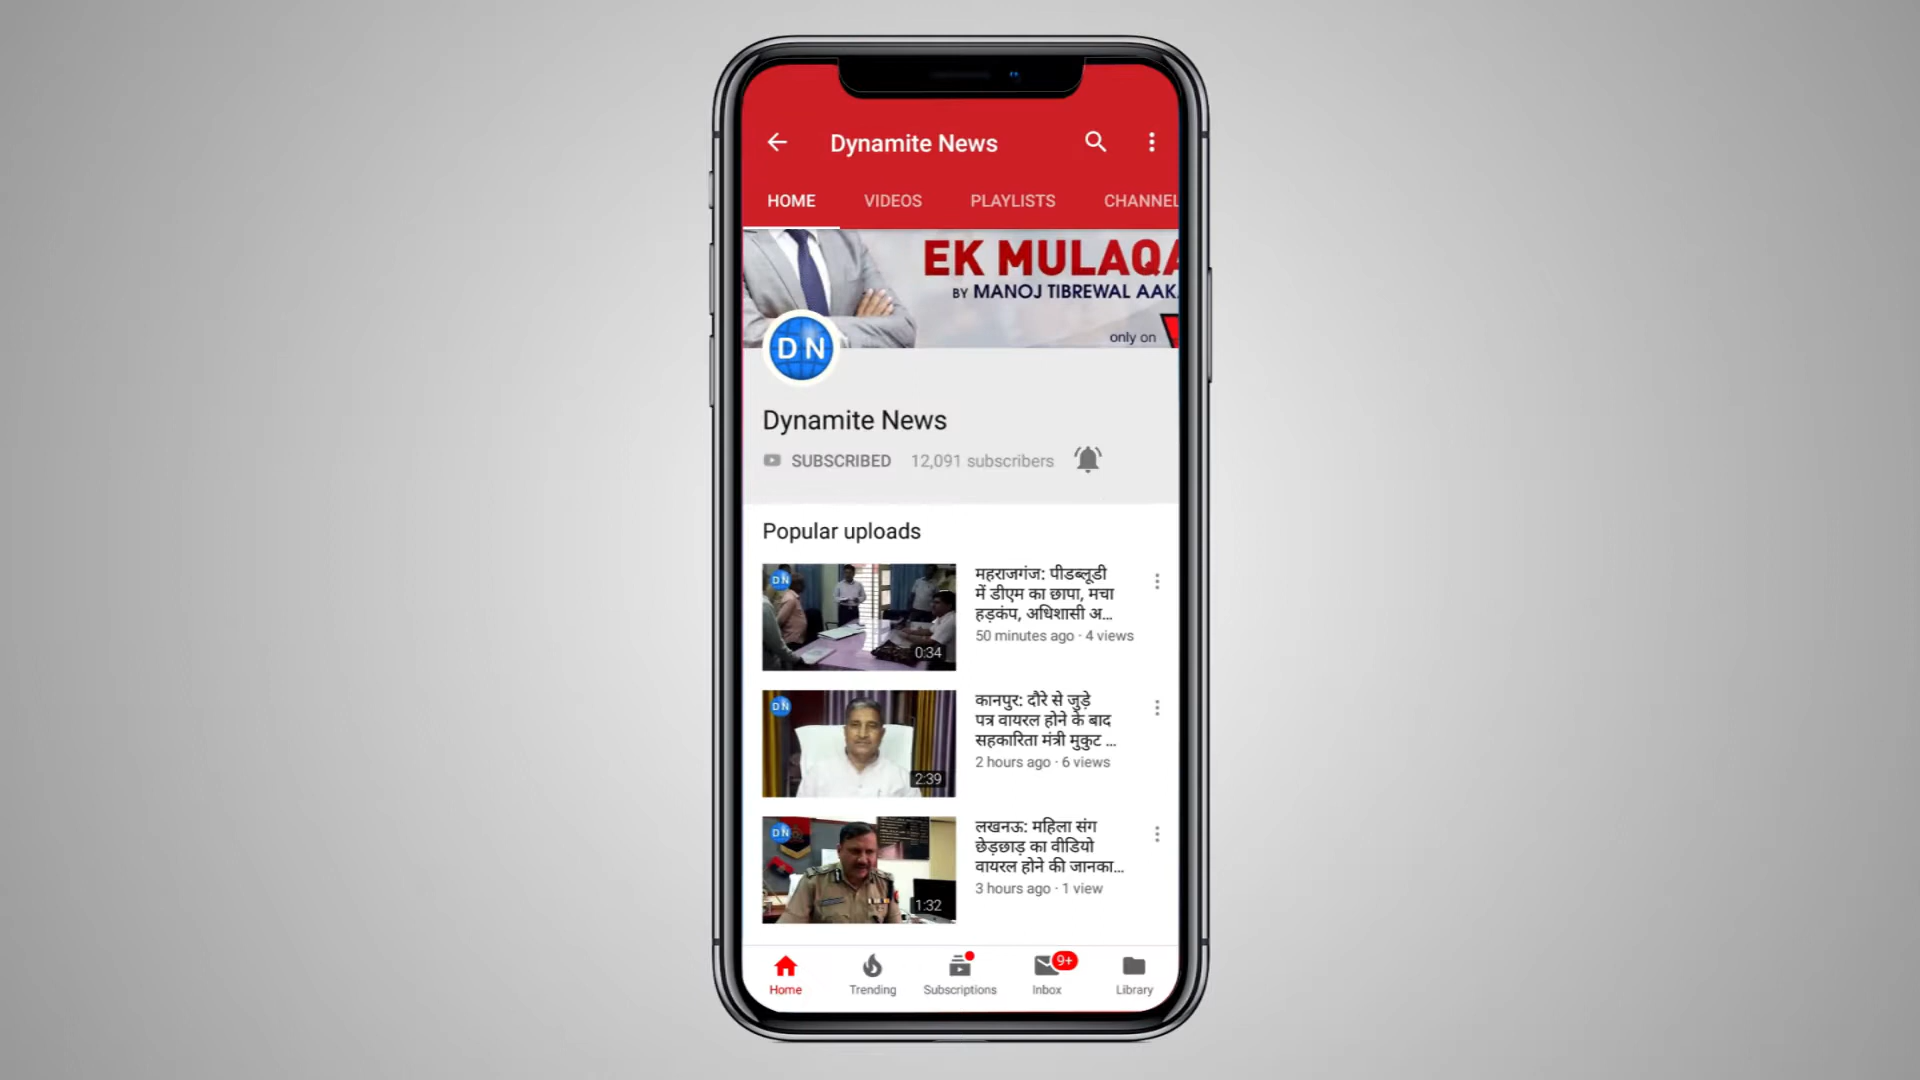 Dynamite News
HOME VIDEOS PLAYLISTS CHANNEL
EK MULAQA
BY MANOJ TIBREWAL AAK
only on
DN
Dynamite News
SUBSCRIBED 12,091 subscribers
Popular uploads
DN
महराजगंज: पीडब्लूडी
में डीएम का छापा, मचा
हड़कंप, अधिशासी अ...
50 minutes ago · 4 views
0:34
DN
कानपुर: दौरे से जुड़े
पत्र वायरल होने के बाद
सहकारिता मंत्री मुकुट ...
2 hours ago · 6 views
2:39
DN
लखनऊ: महिला संग
छेड़छाड़ का वीडियो
वायरल होने की जानका...
3 hours ago · 1 view
1:32
9+
Home Trending Subscriptions Inbox Library